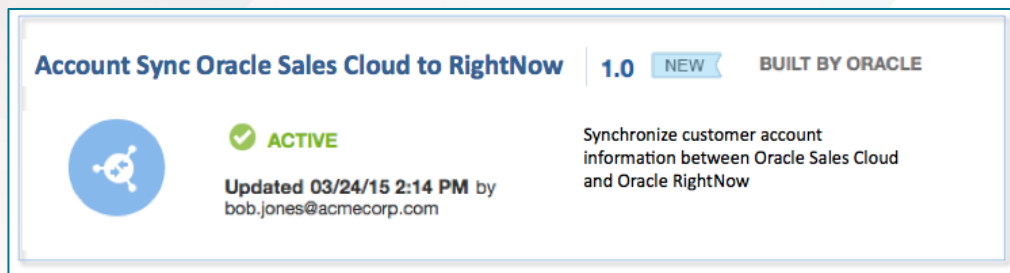 Account Sync Oracle Sales Cloud to RightNow 1.0 NEW BUILT BY ORACLE
ACTIVE
Updated 03/24/15 2:14 PM by
bob.jones@acmecorp.com
Synchronize customer account
information between Oracle Sales Cloud
and Oracle RightNow